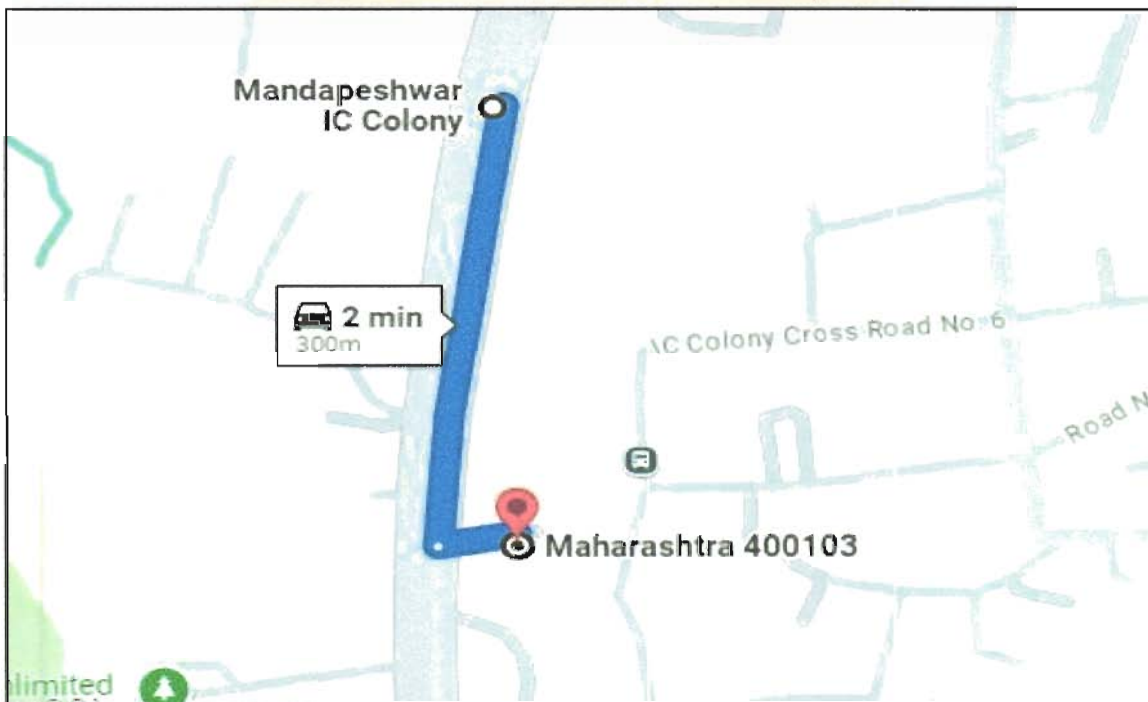 Mandapeshwar
IC Colony
2 min
300m
IC Colony Cross Road No. 6
Road N
Maharashtra 400103
limited